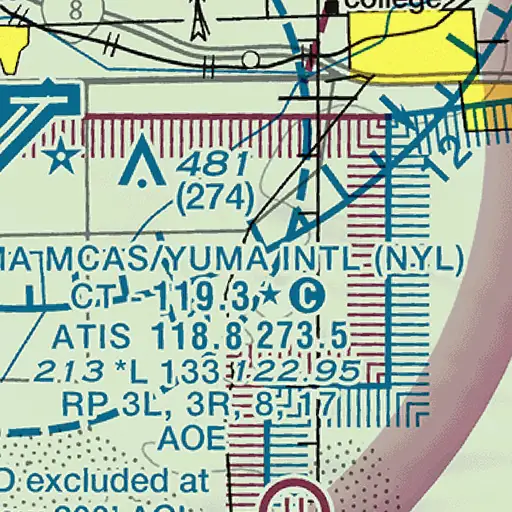 8
college
481
(274)
12
MCAS/YUMA INTL (NYL)
CT - 119.3 ★ C
ATIS 118.8 273.5
213 *L 133 122.95
RP 3L, 3R, 8, 17
AOE
excluded at
H